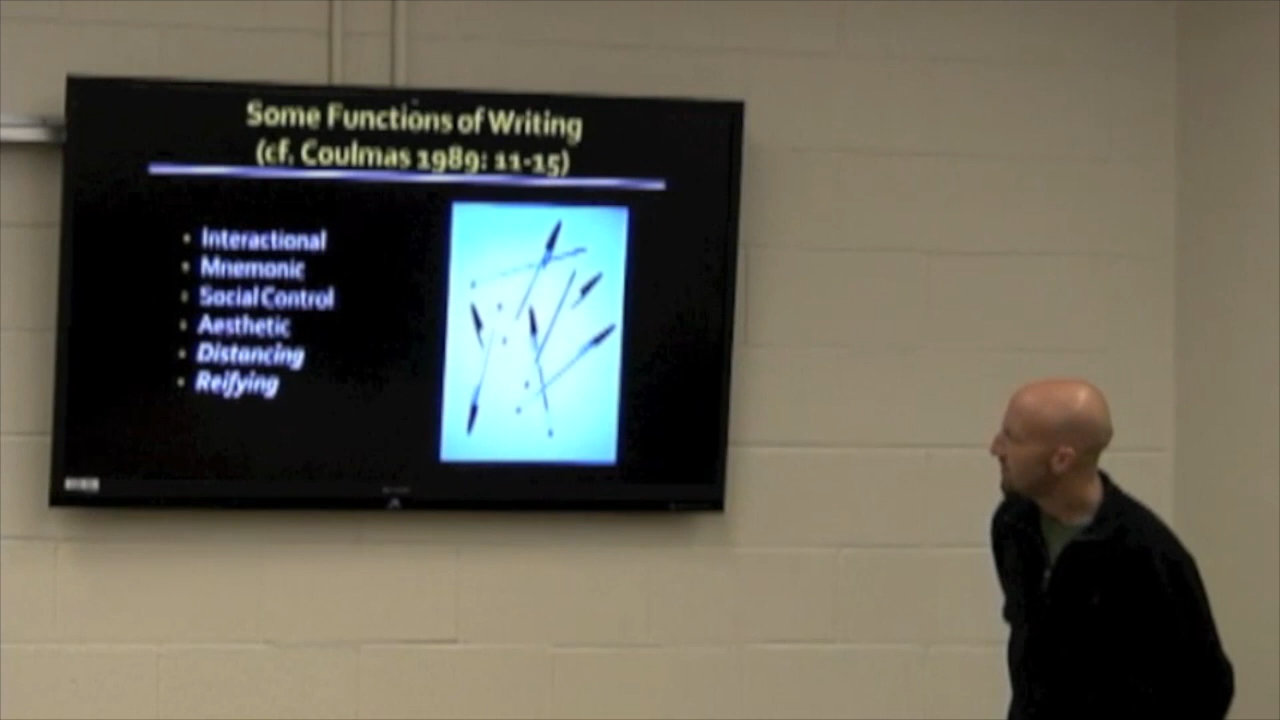 Some Functions of Writing
(cf. Coulmas 1989: 11-15)
• Interactional
• Mnemonic
• Social Control
• Aesthetic
• Distancing
• Reifying